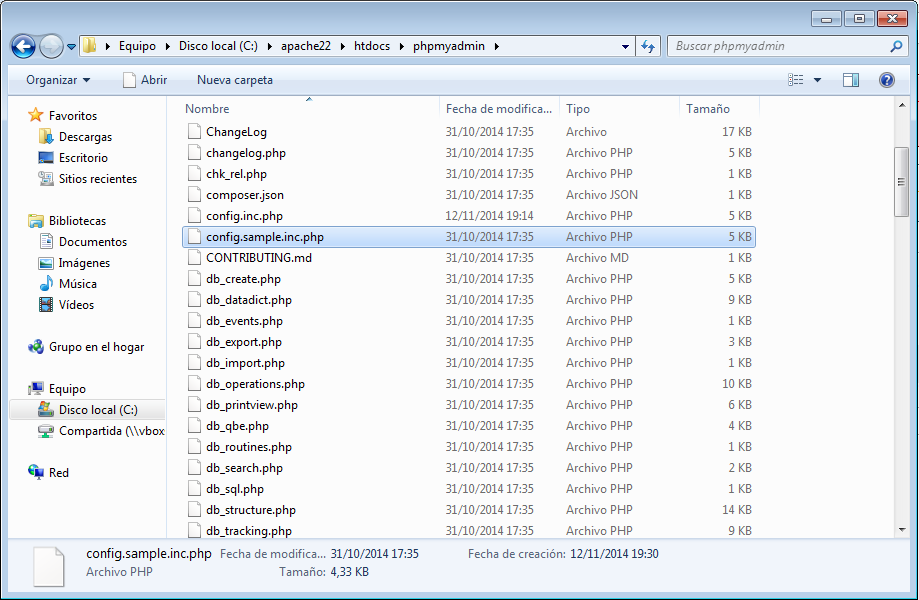 Equipo Disco local (C:) apache22 htdocs phpmyadmin Buscar phpmyadmin
Organizar Abrir Nueva carpeta
Nombre Fecha de modifica... Tipo Tamaño
Favoritos
Descargas
Escritorio
Sitios recientes
Bibliotecas
Documentos
Imágenes
Música
Vídeos
Grupo en el hogar
Equipo
Disco local (C:)
Compartida (\\vbox
Red
ChangeLog 31/10/2014 17:35 Archivo 17 KB
changelog.php 31/10/2014 17:35 Archivo PHP 5 KB
chk_rel.php 31/10/2014 17:35 Archivo PHP 1 KB
composer.json 31/10/2014 17:35 Archivo JSON 1 KB
config.inc.php 12/11/2014 19:14 Archivo PHP 5 KB
config.sample.inc.php 31/10/2014 17:35 Archivo PHP 5 KB
CONTRIBUTING.md 31/10/2014 17:35 Archivo MD 1 KB
db_create.php 31/10/2014 17:35 Archivo PHP 5 KB
db_datadict.php 31/10/2014 17:35 Archivo PHP 9 KB
db_events.php 31/10/2014 17:35 Archivo PHP 1 KB
db_export.php 31/10/2014 17:35 Archivo PHP 3 KB
db_import.php 31/10/2014 17:35 Archivo PHP 1 KB
db_operations.php 31/10/2014 17:35 Archivo PHP 10 KB
db_printview.php 31/10/2014 17:35 Archivo PHP 6 KB
db_qbe.php 31/10/2014 17:35 Archivo PHP 4 KB
db_routines.php 31/10/2014 17:35 Archivo PHP 1 KB
db_search.php 31/10/2014 17:35 Archivo PHP 2 KB
db_sql.php 31/10/2014 17:35 Archivo PHP 1 KB
db_structure.php 31/10/2014 17:35 Archivo PHP 14 KB
db_tracking.php 31/10/2014 17:35 Archivo PHP 9 KB
config.sample.inc.php Fecha de modifica... 31/10/2014 17:35 Fecha de creación: 12/11/2014 19:30
Archivo PHP Tamaño: 4,33 KB